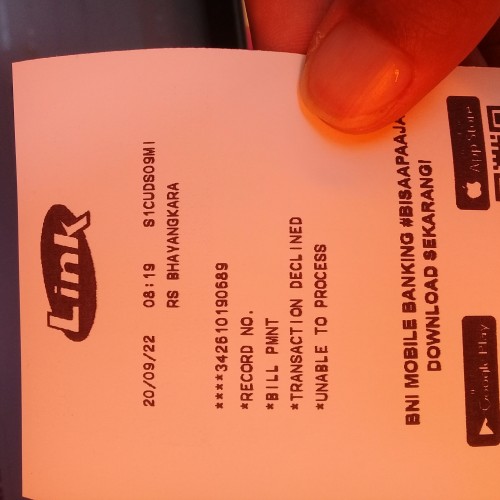 Link
20/09/22 08:19 S1CUDS09MI
RS BHAYANGKARA
****342610190689
*RECORD NO.
*BILL PMNT
*TRANSACTION DECLINED
*UNABLE TO PROCESS
BNI MOBILE BANKING #BISAAPAAJA
DOWNLOAD SEKARANG!
Google Play
App Store